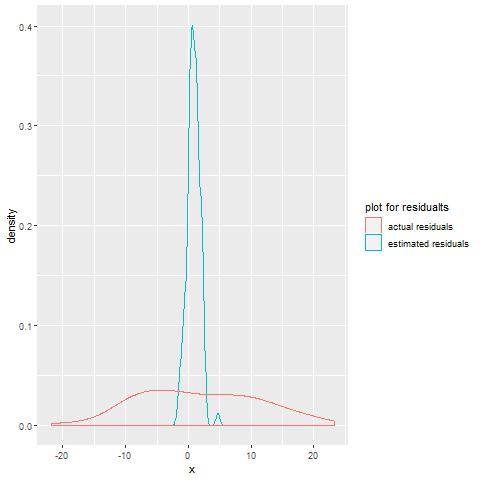 0.4
0.3
0.2
0.1
0.0
density
-20
-10
0
10
20
x
plot for residualts
actual residuals
estimated residuals